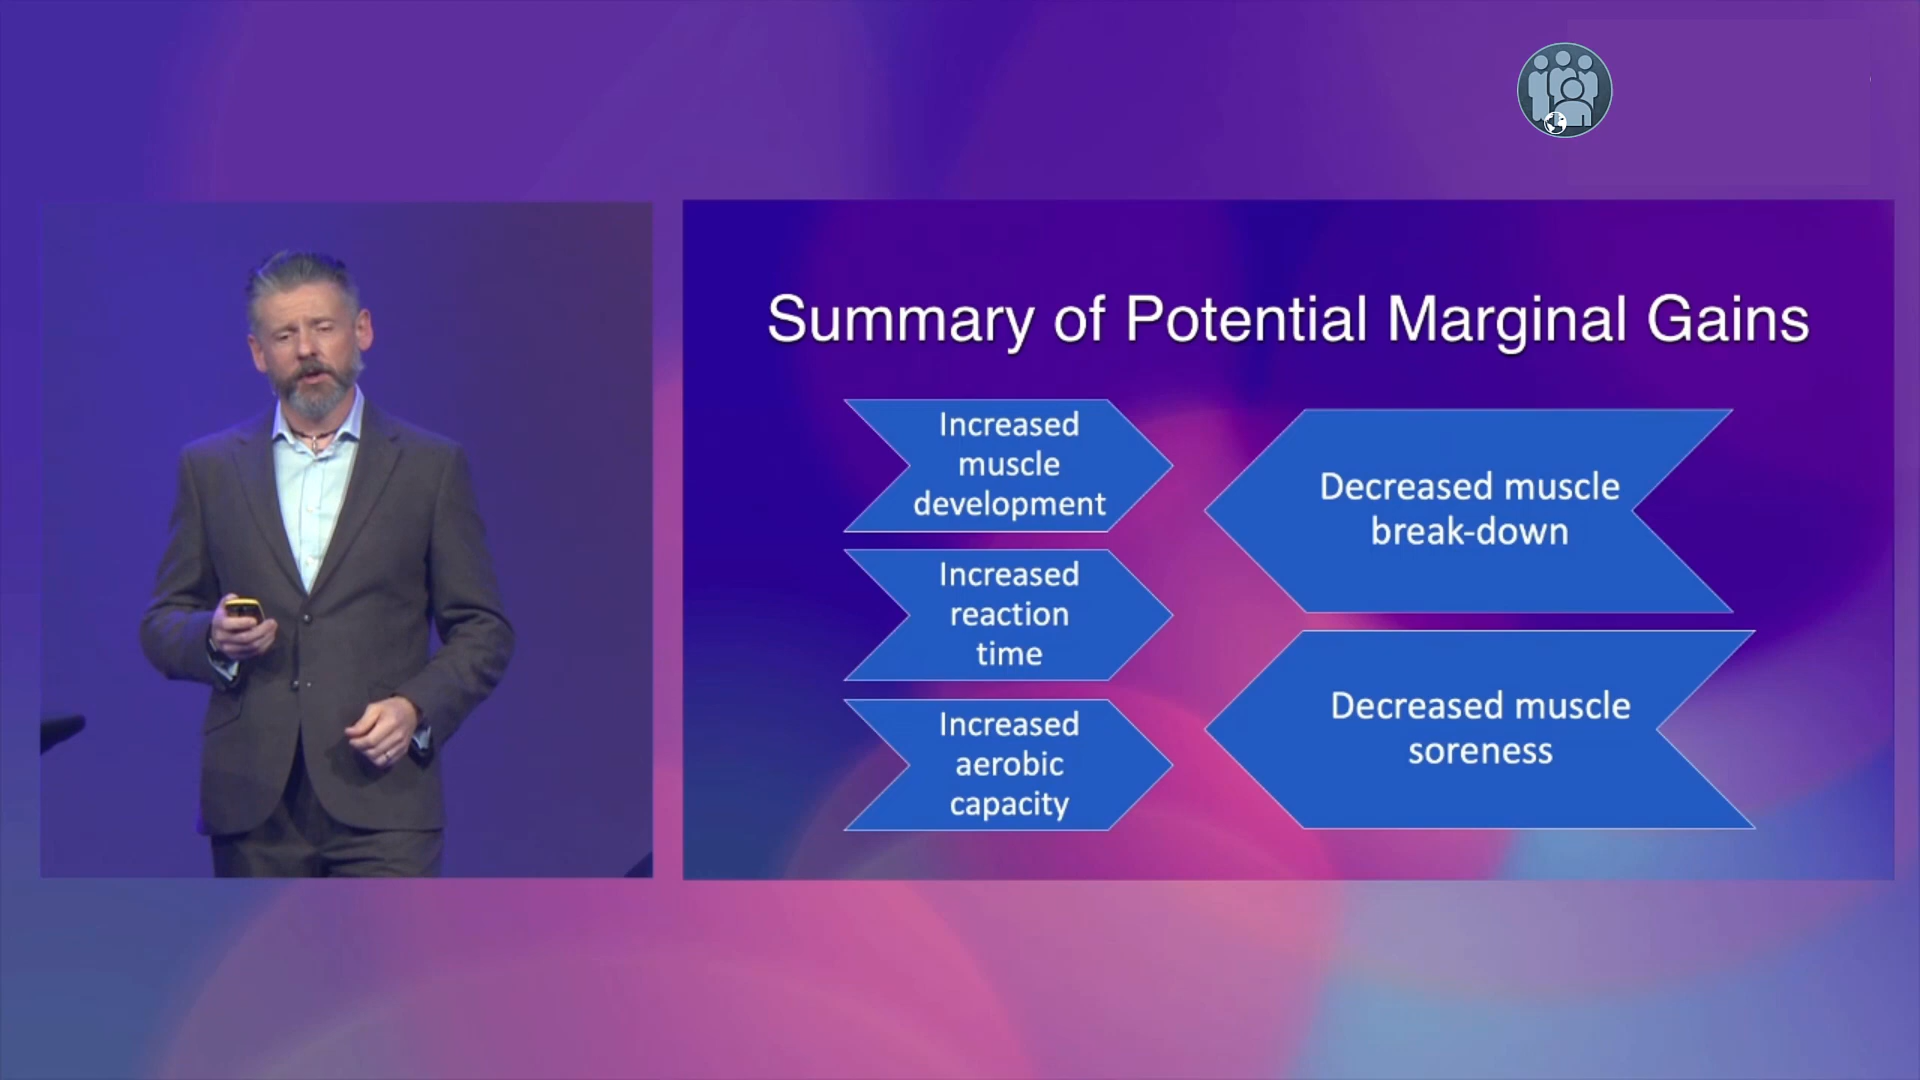 Summary of Potential Marginal Gains
Increased
muscle
development
Increased
reaction
time
Increased
aerobic
capacity
Decreased muscle
break-down
Decreased muscle
soreness